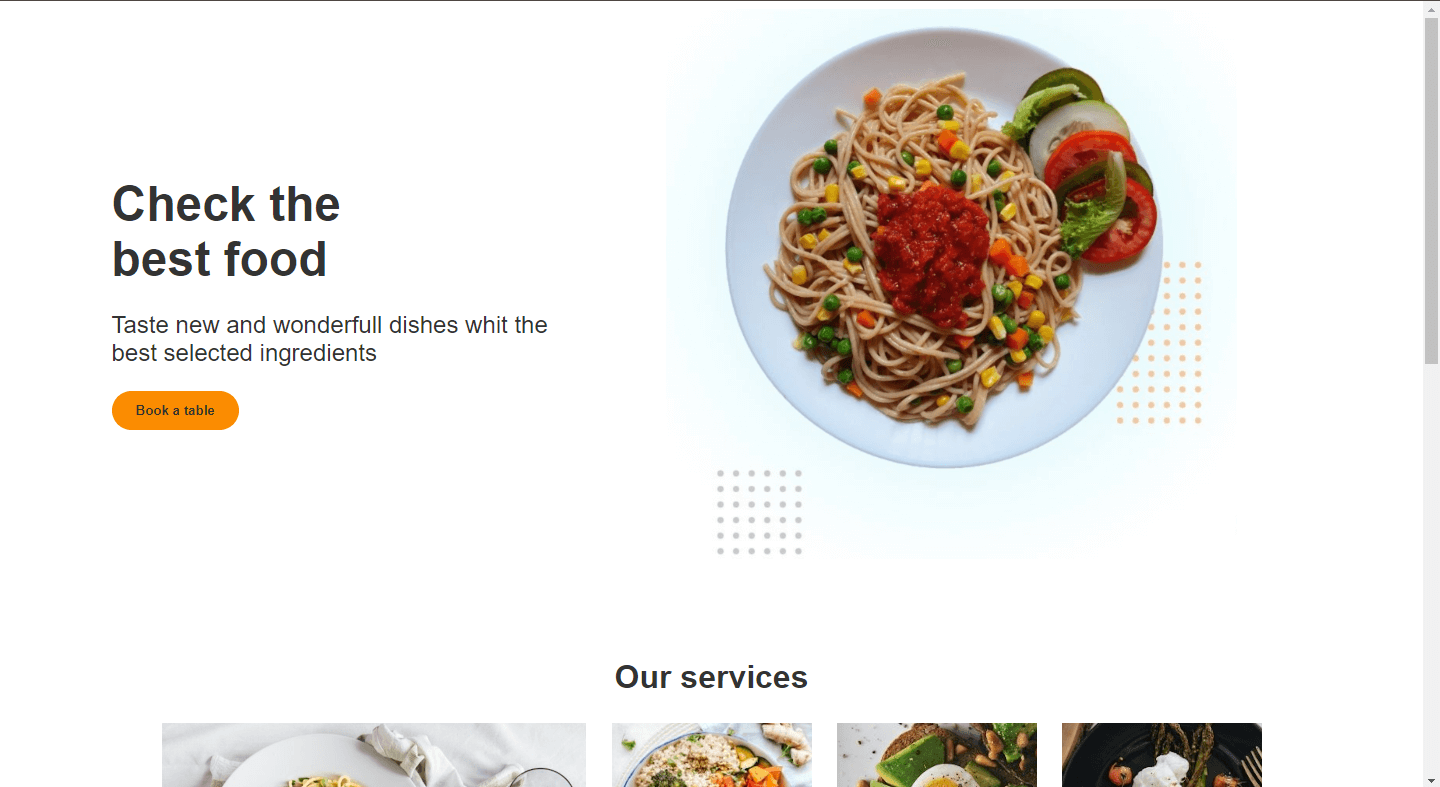 Check the
best food
Taste new and wonderfull dishes whit the
best selected ingredients
Book a table
Our services